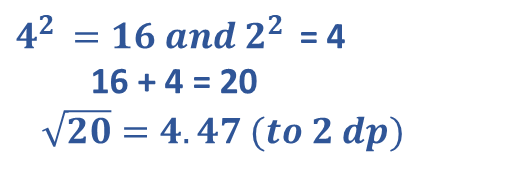 4² = 16 and 2² = 4
16 + 4 = 20
√20 = 4.47 (to 2 dp)